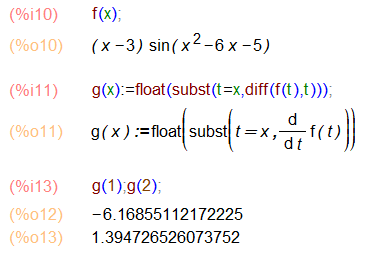 (%i10) f(x);
(%o10) (x−3) sin(x²−6 x−5)
(%i11) g(x):=float(subst(t=x,diff(f(t),t)));
(%o11) g(x):=float(subst(t=x, d/dt f(t)))
(%i13) g(1);g(2);
(%o12) −6.16855112172225
(%o13) 1.394726526073752